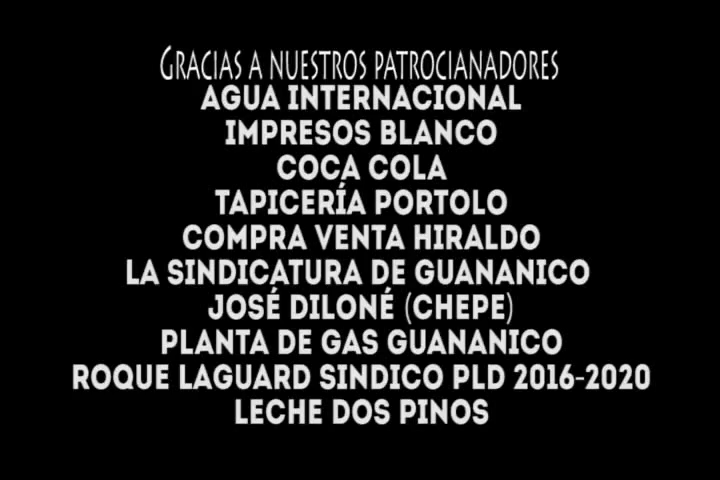 GRACIAS A NUESTROS PATROCIANADORES
AGUA INTERNACIONAL
IMPRESOS BLANCO
COCA COLA
TAPICERÍA PORTOLO
COMPRA VENTA HIRALDO
LA SINDICATURA DE GUANANICO
JOSÉ DILONÉ (CHEPE)
PLANTA DE GAS GUANANICO
ROQUE LAGUARD SINDICO PLD 2016-2020
LECHE DOS PINOS